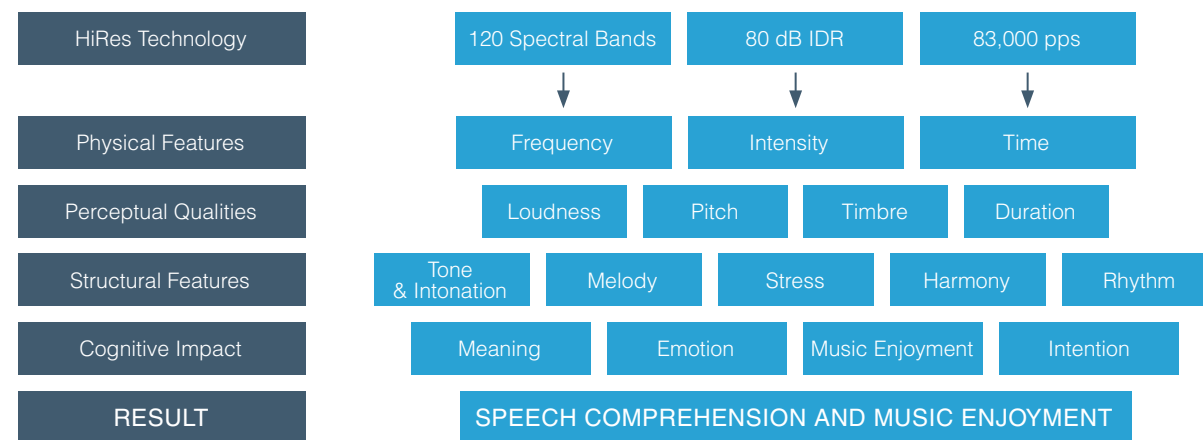 HiRes Technology
120 Spectral Bands
80 dB IDR
83,000 pps
Physical Features
Frequency
Intensity
Time
Perceptual Qualities
Loudness
Pitch
Timbre
Duration
Structural Features
Tone
& Intonation
Melody
Stress
Harmony
Rhythm
Cognitive Impact
Meaning
Emotion
Music Enjoyment
Intention
RESULT
SPEECH COMPREHENSION AND MUSIC ENJOYMENT